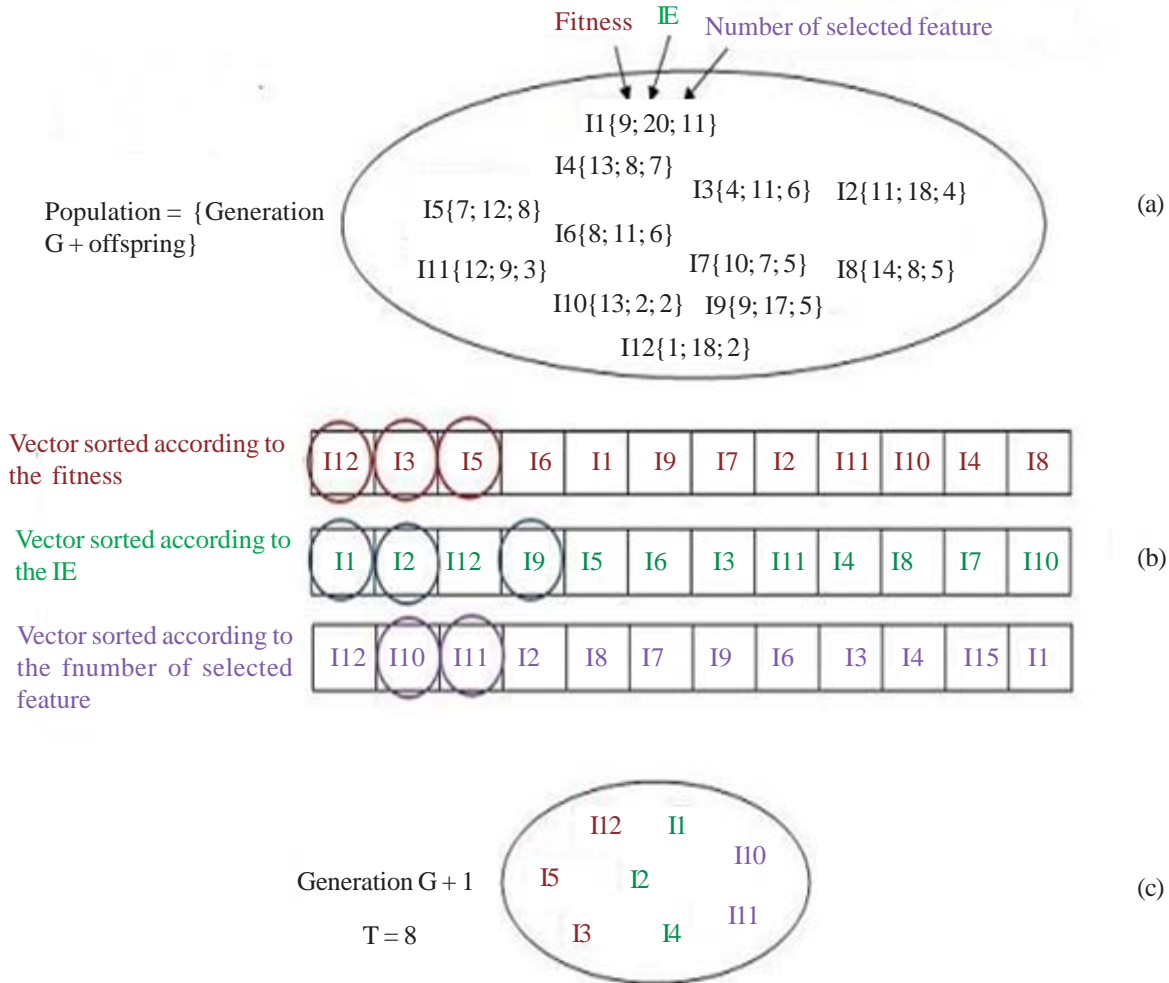 Fitness IE Number of selected feature
I1{9; 20; 11}
I4{13; 8; 7}
I3{4; 11; 6} I2{11; 18; 4}
I5{7; 12; 8}
I6{8; 11; 6}
I11{12; 9; 3} I7{10; 7; 5} I8{14; 8; 5}
I10{13; 2; 2} I9{9; 17; 5}
I12{1; 18; 2}
Population = {Generation
G + offspring}
(a)
Vector sorted according to
the fitness
I12 I3 I5 I6 I1 I9 I7 I2 I11 I10 I4 I8
Vector sorted according to
the IE
I1 I2 I12 I9 I5 I6 I3 I11 I4 I8 I7 I10
(b)
Vector sorted according to
the fnumber of selected
feature
I12 I10 I11 I2 I8 I7 I9 I6 I3 I4 I15 I1
I12 I1
I10
Generation G + 1 I5 I2
(c)
I11
T = 8 I3 I4